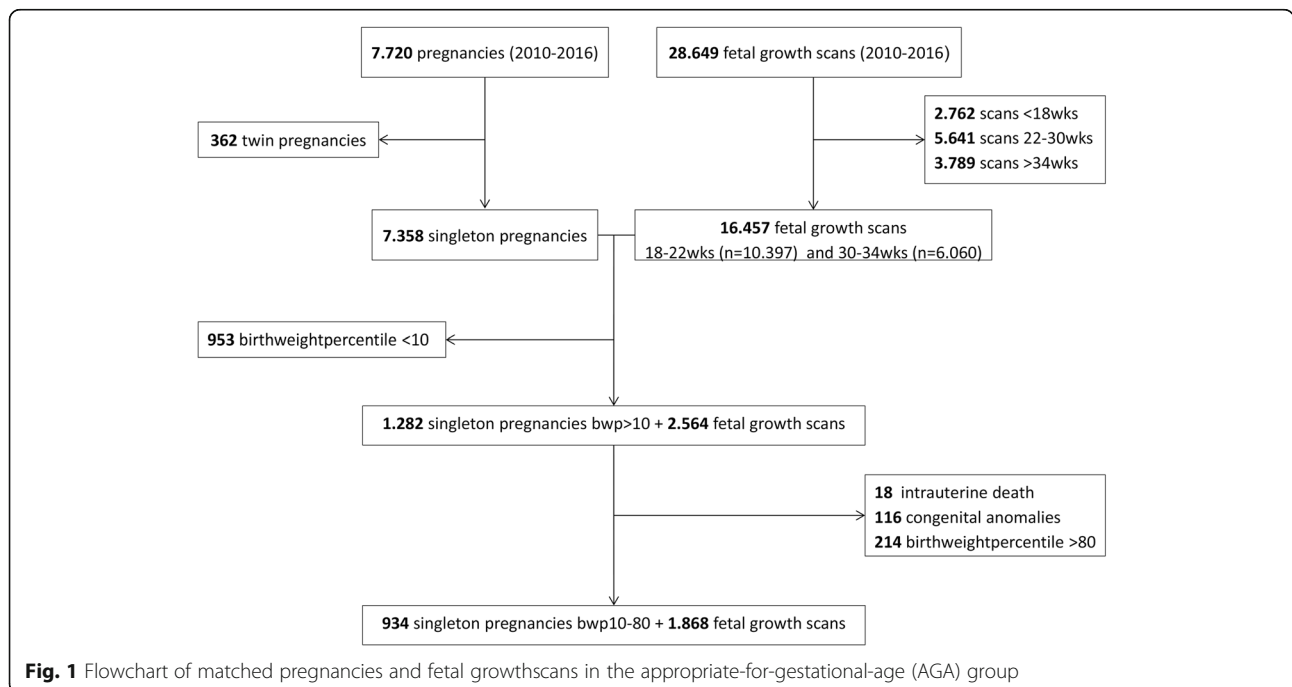 7.720 pregnancies (2010-2016)
28.649 fetal growth scans (2010-2016)
362 twin pregnancies
2.762 scans <18wks
5.641 scans 22-30wks
3.789 scans >34wks
7.358 singleton pregnancies
16.457 fetal growth scans
18-22wks (n=10.397) and 30-34wks (n=6.060)
953 birthweightpercentile <10
1.282 singleton pregnancies bwp>10 + 2.564 fetal growth scans
18 intrauterine death
116 congenital anomalies
214 birthweightpercentile >80
934 singleton pregnancies bwp10-80 + 1.868 fetal growth scans
Fig. 1 Flowchart of matched pregnancies and fetal growthscans in the appropriate-for-gestational-age (AGA) group